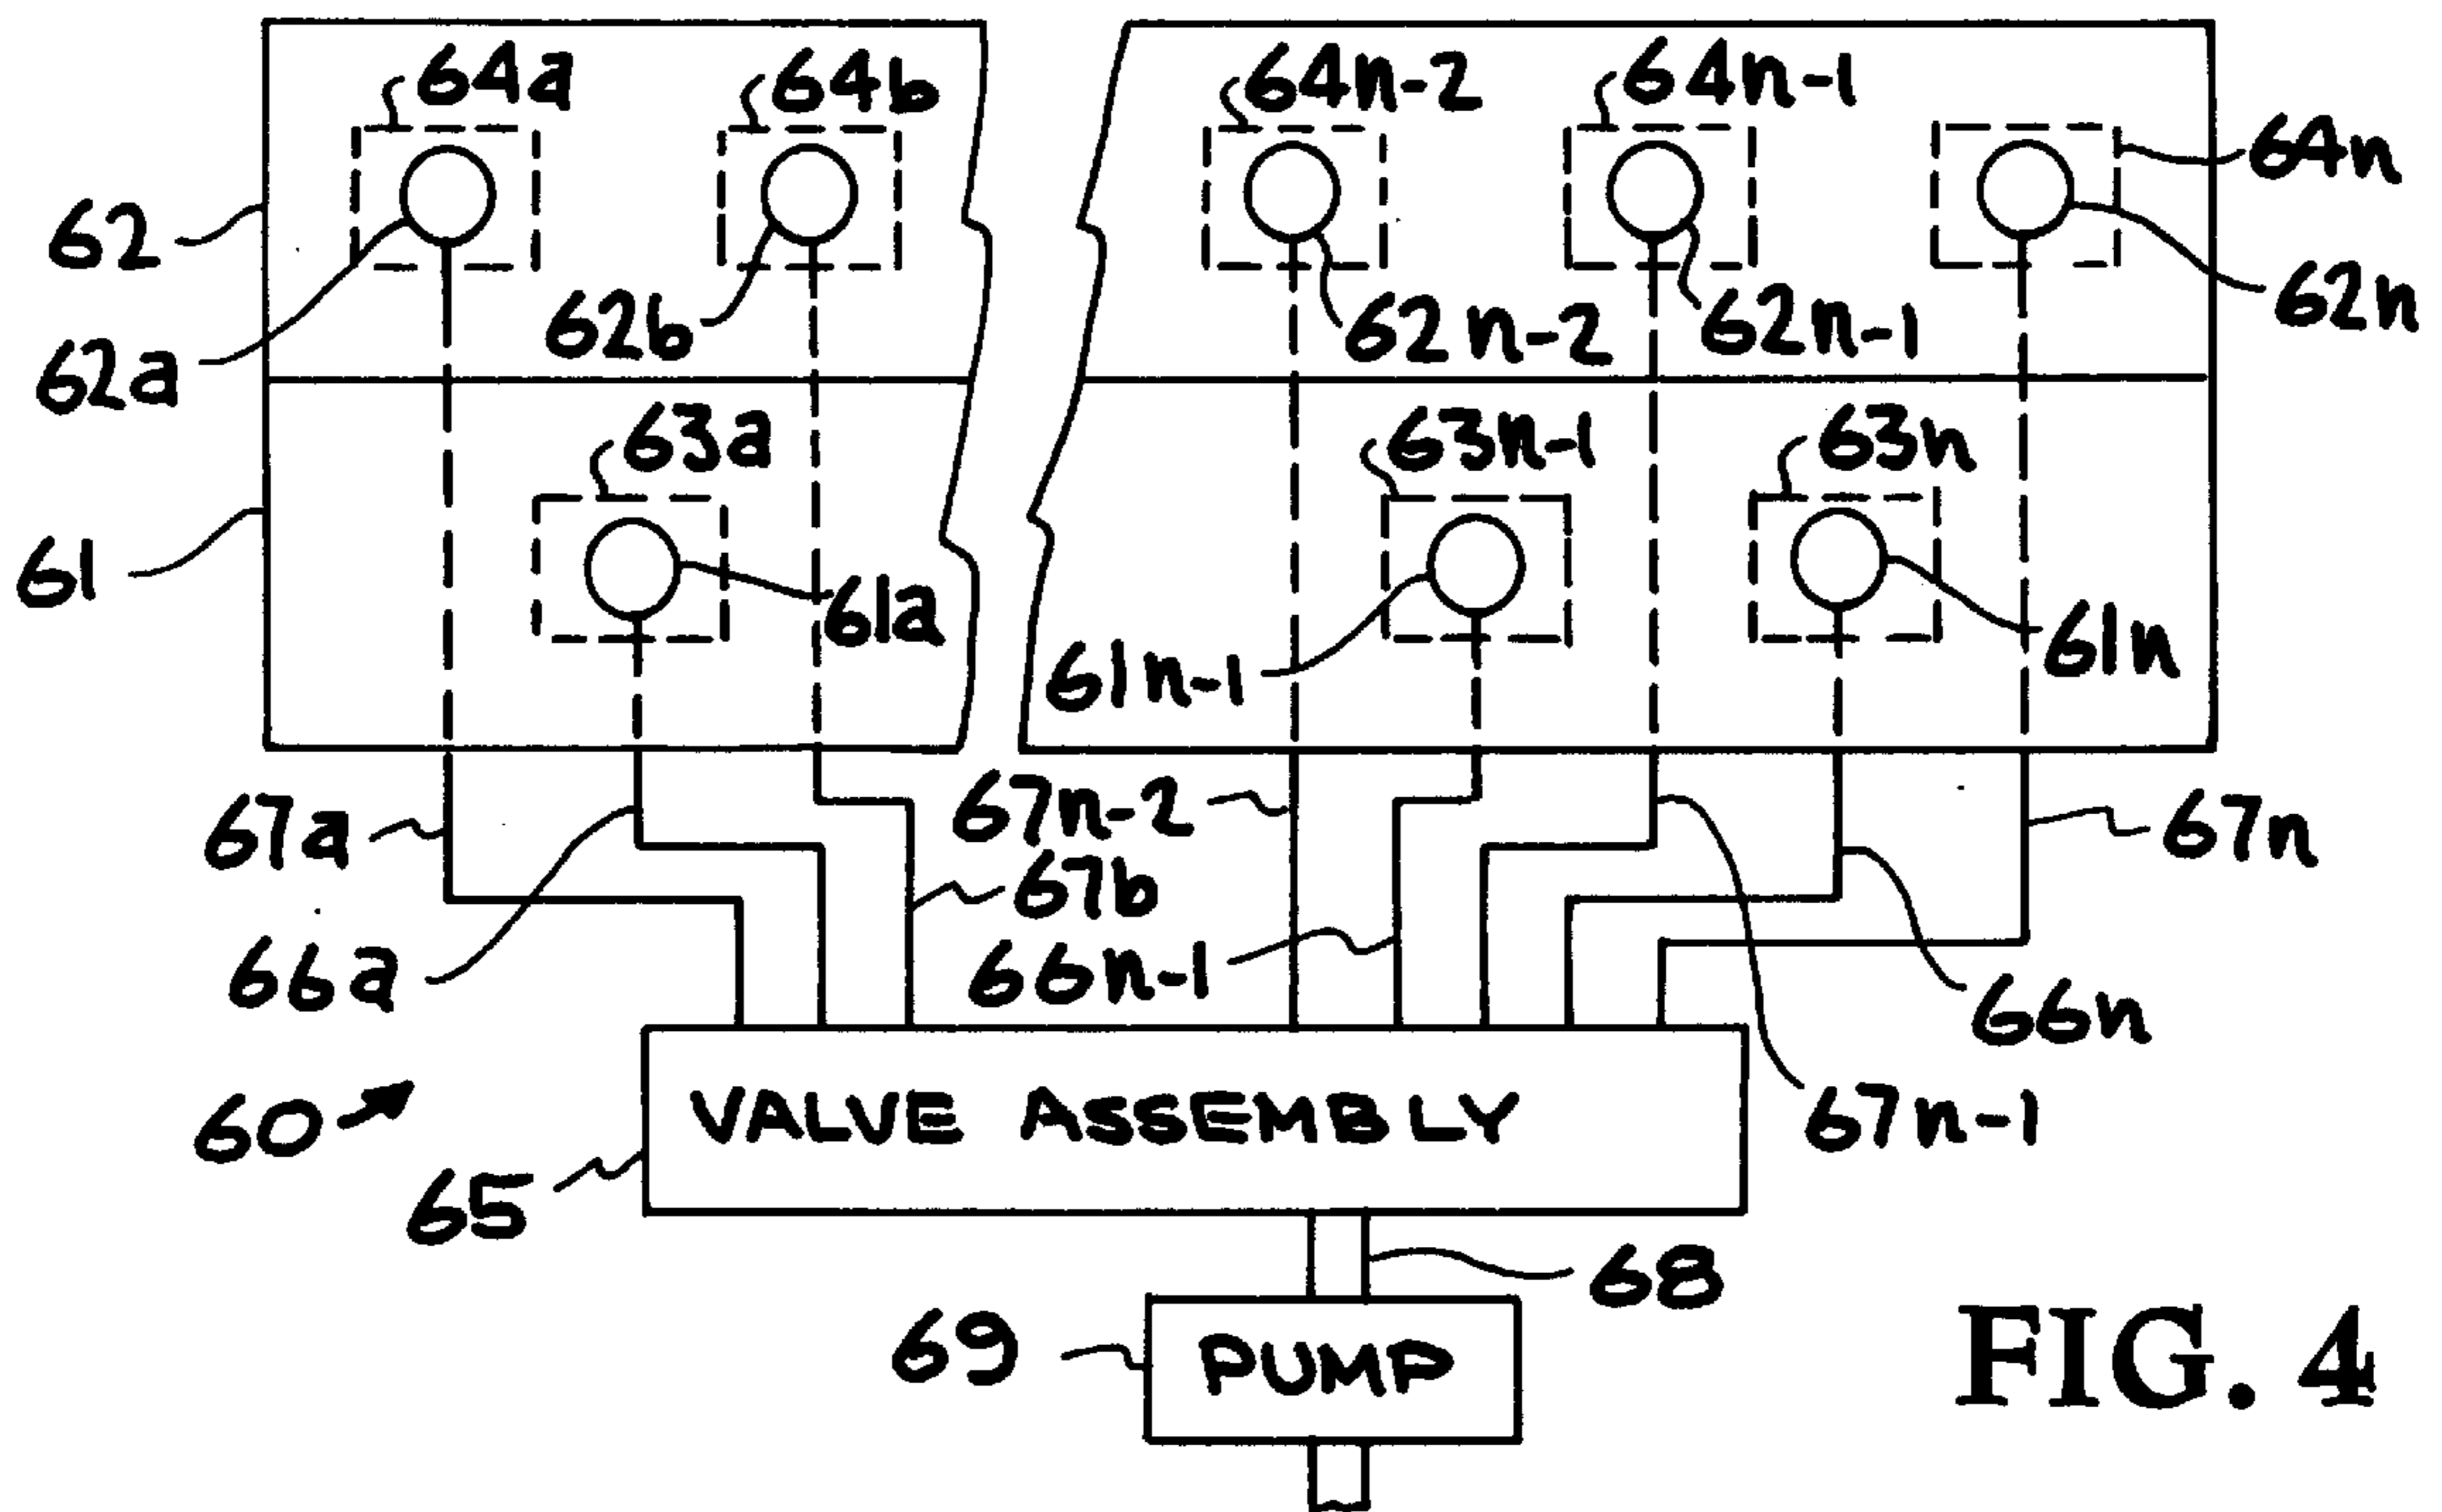 64a
64b
64n-2
64n-1
64n
62
62a
62b
62n-2
62n-1
62n
63a
63n-1
63n
61
61a
61n-1
61n
67a
67n-2
67n
67b
66a
66n-1
66n
60
VALVE ASSEMBLY
67n-1
65
68
69
PUMP
FIG. 4